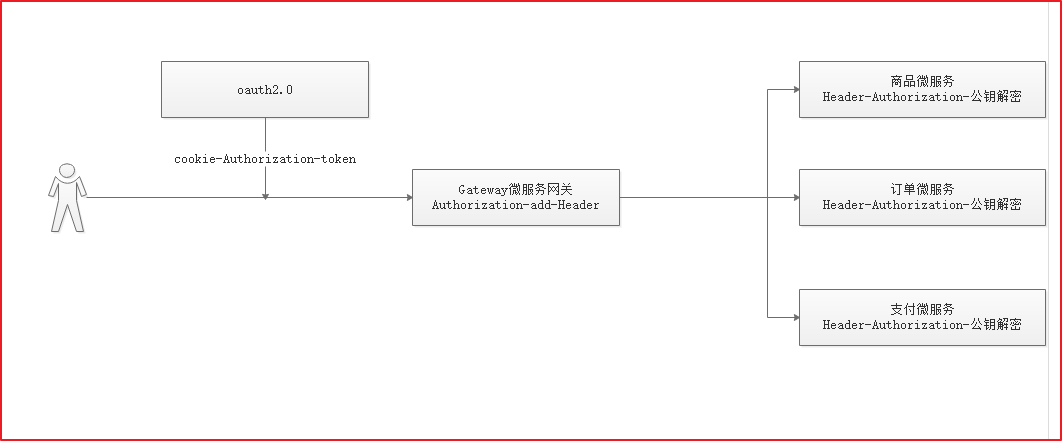 oauth2.0
cookie-Authorization-token
Gateway微服务网关
Authorization-add-Header
商品微服务
Header-Authorization-公钥解密
订单微服务
Header-Authorization-公钥解密
支付微服务
Header-Authorization-公钥解密